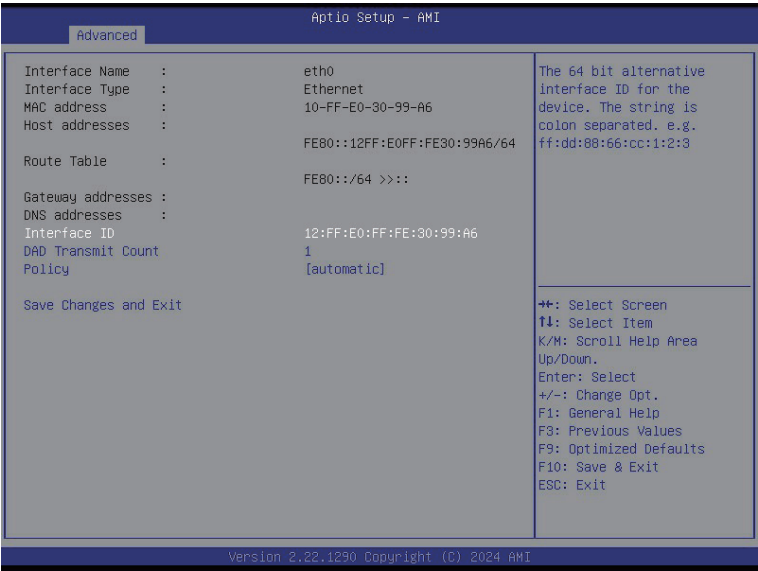 Aptio Setup – AMI
Advanced
Interface Name :    eth0
Interface Type :    Ethernet
MAC address :    10-FF-E0-30-99-A6
Host addresses :
FE80::12FF:E0FF:FE30:99A6/64
Route Table :
FE80::/64 >>::
Gateway addresses :
DNS addresses :
Interface ID    12:FF:E0:FF:FE:30:99:A6
DAD Transmit Count    1
Policy    [automatic]
Save Changes and Exit
The 64 bit alternative
interface ID for the
device. The string is
colon separated. e.g.
ff:dd:88:66:cc:1:2:3
→←: Select Screen
↑↓: Select Item
K/M: Scroll Help Area
Up/Down.
Enter: Select
+/-: Change Opt.
F1: General Help
F3: Previous Values
F9: Optimized Defaults
F10: Save & Exit
ESC: Exit
Version 2.22.1290 Copyright (C) 2024 AMI